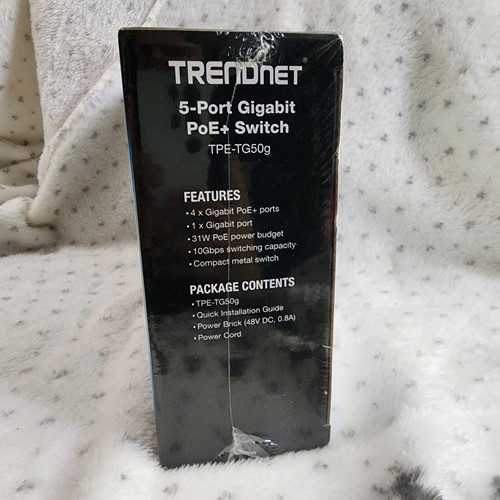 TRENDNET
5-Port Gigabit
PoE+ Switch
TPE-TG50g
FEATURES
• 4 x Gigabit PoE+ ports
• 1 x Gigabit port
• 31W PoE power budget
• 10Gbps switching capacity
• Compact metal switch
PACKAGE CONTENTS
• TPE-TG50g
• Quick Installation Guide
• Power Brick (48V DC, 0.8A)
• Power Cord